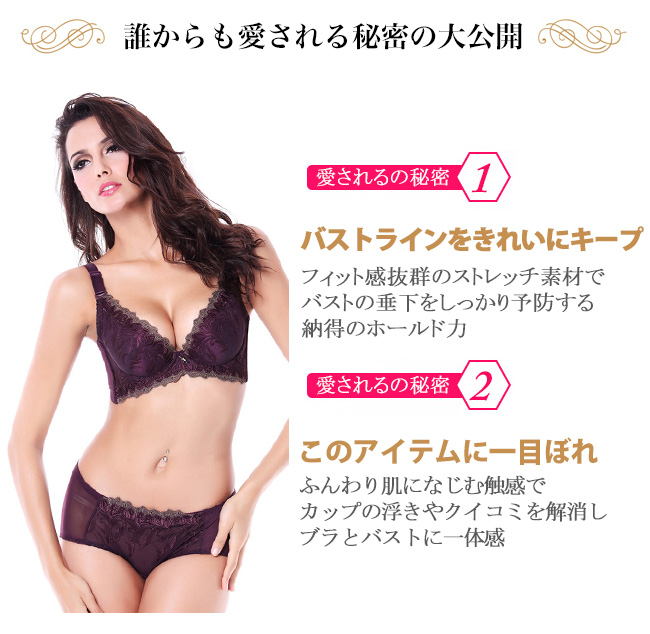 誰からも愛される秘密の大公開
愛されるの秘密 1
バストラインをきれいにキープ
フィット感抜群のストレッチ素材で
バストの垂下をしっかり予防する
納得のホールド力
愛されるの秘密 2
このアイテムに一目ぼれ
ふんわり肌になじむ触感で
カップの浮きやクイコミを解消し
ブラとバストに一体感